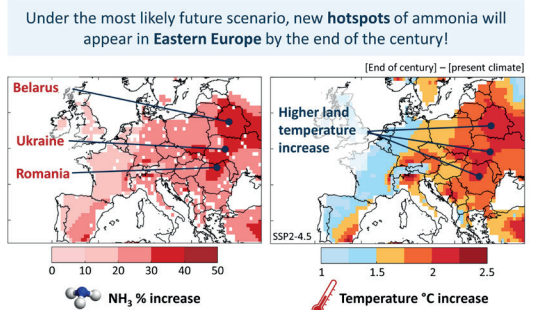 Under the most likely future scenario, new hotspots of ammonia will
appear in Eastern Europe by the end of the century!
[End of century] – [present climate]
Belarus
Ukraine
Romania
Higher land
temperature
increase
SSP2-4.5
0 10 20 30 40 50
1 1.5 2 2.5
NH₃ % increase
Temperature °C increase